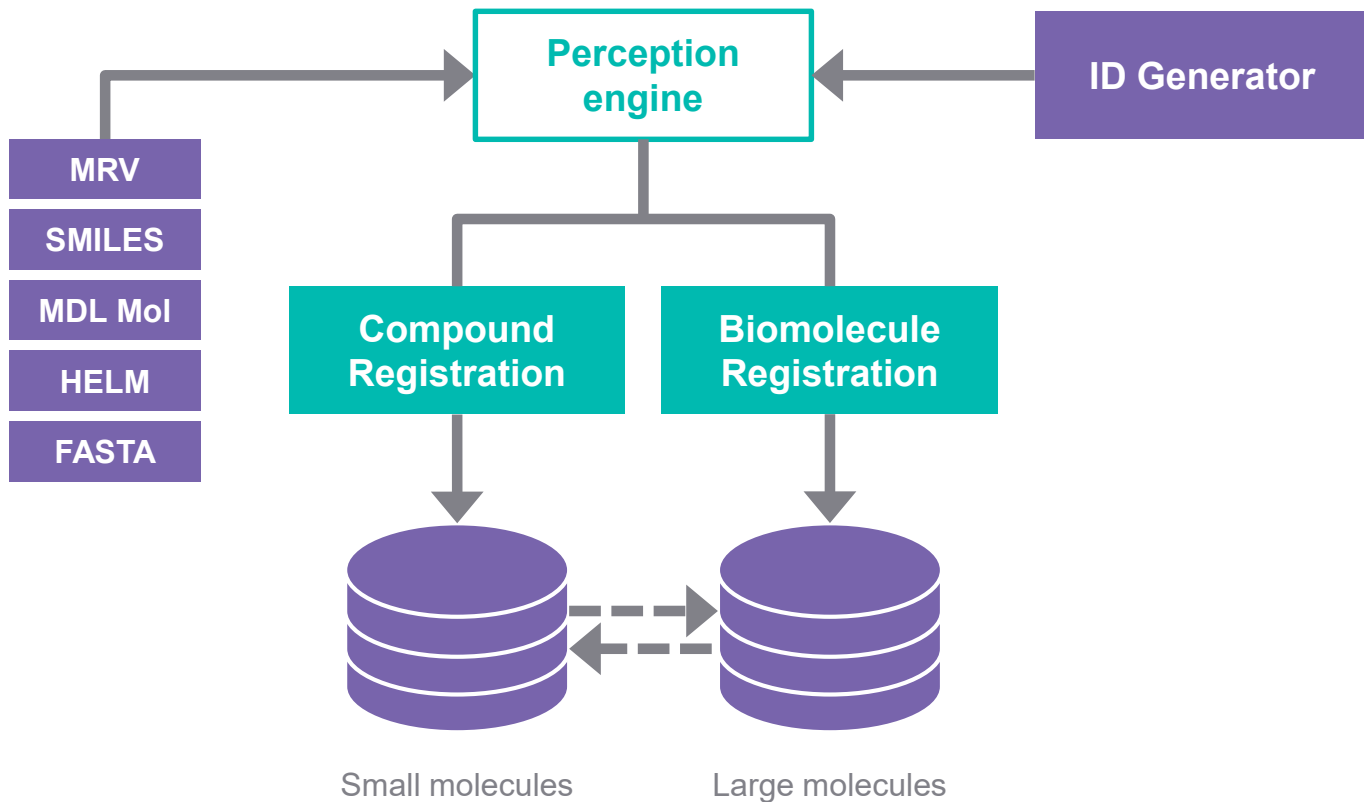 Perception
engine
ID Generator
MRV
SMILES
MDL Mol
HELM
FASTA
Compound
Registration
Biomolecule
Registration
Small molecules
Large molecules